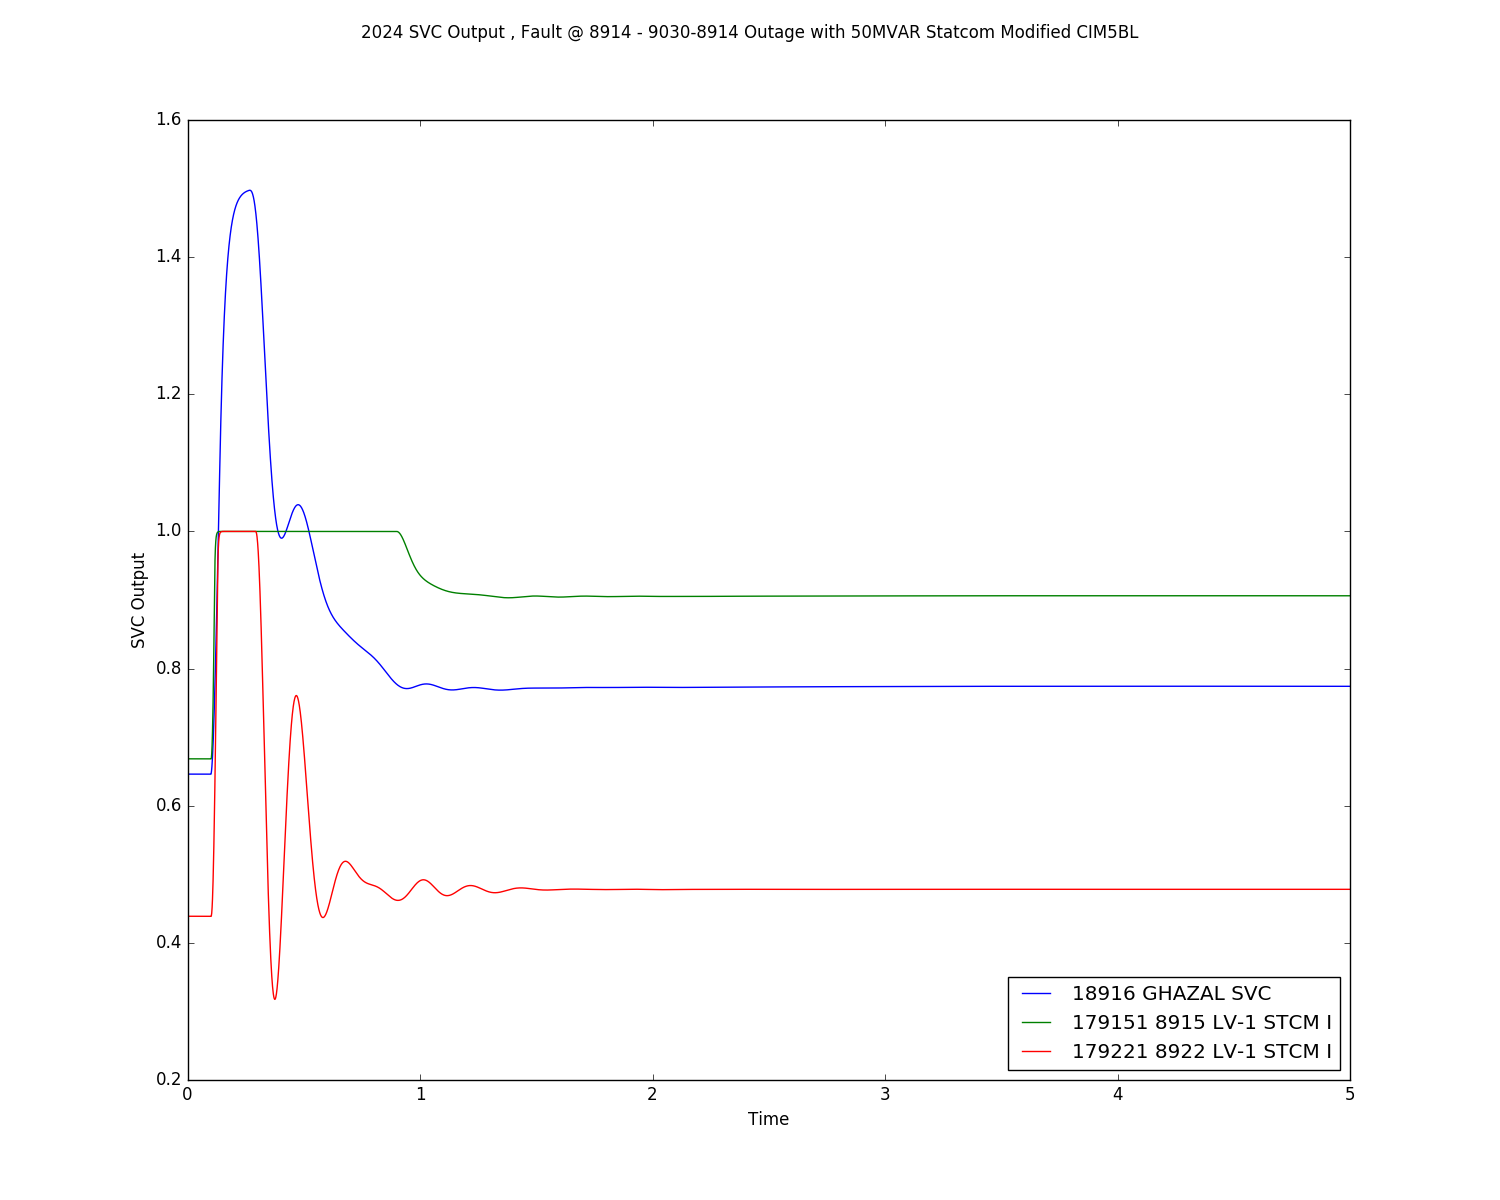 2024 SVC Output , Fault @ 8914 - 9030-8914 Outage with 50MVAR Statcom Modified CIM5BL
1.6
1.4
1.2
1.0
0.8
0.6
0.4
0.2
SVC Output
0 1 2 3 4 5
Time
18916 GHAZAL SVC
179151 8915 LV-1 STCM I
179221 8922 LV-1 STCM I